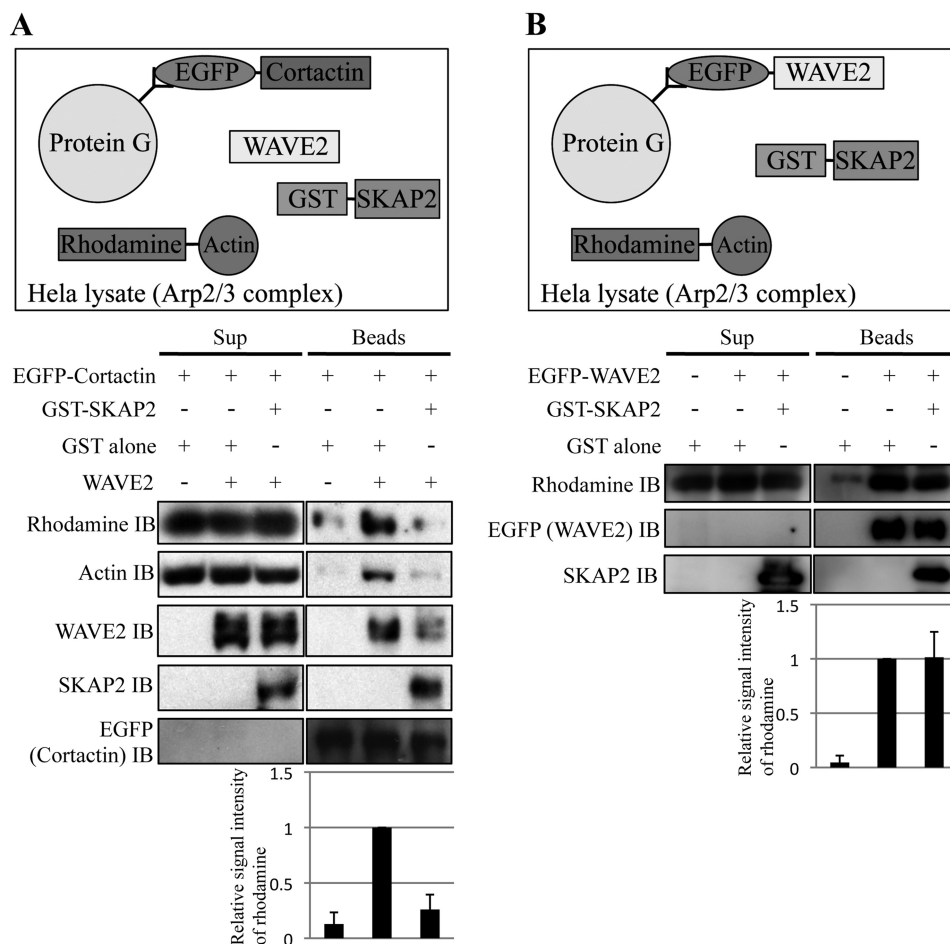 A
EGFP Cortactin
Protein G
WAVE2
GST SKAP2
Rhodamine Actin
Hela lysate (Arp2/3 complex)
Sup Beads
EGFP-Cortactin + + + + + +
GST-SKAP2 - - + - - +
GST alone + + - + + -
WAVE2 - + + - + +
Rhodamine IB
Actin IB
WAVE2 IB
SKAP2 IB
EGFP
(Cortactin) IB
Relative signal intensity
of rhodamine
1.5
1
0.5
0
B
EGFP WAVE2
Protein G
GST SKAP2
Rhodamine Actin
Hela lysate (Arp2/3 complex)
Sup Beads
EGFP-WAVE2 - + + - + +
GST-SKAP2 - - + - - +
GST alone + + - + + -
Rhodamine IB
EGFP (WAVE2) IB
SKAP2 IB
Relative signal intensity
of rhodamine
1.5
1
0.5
0